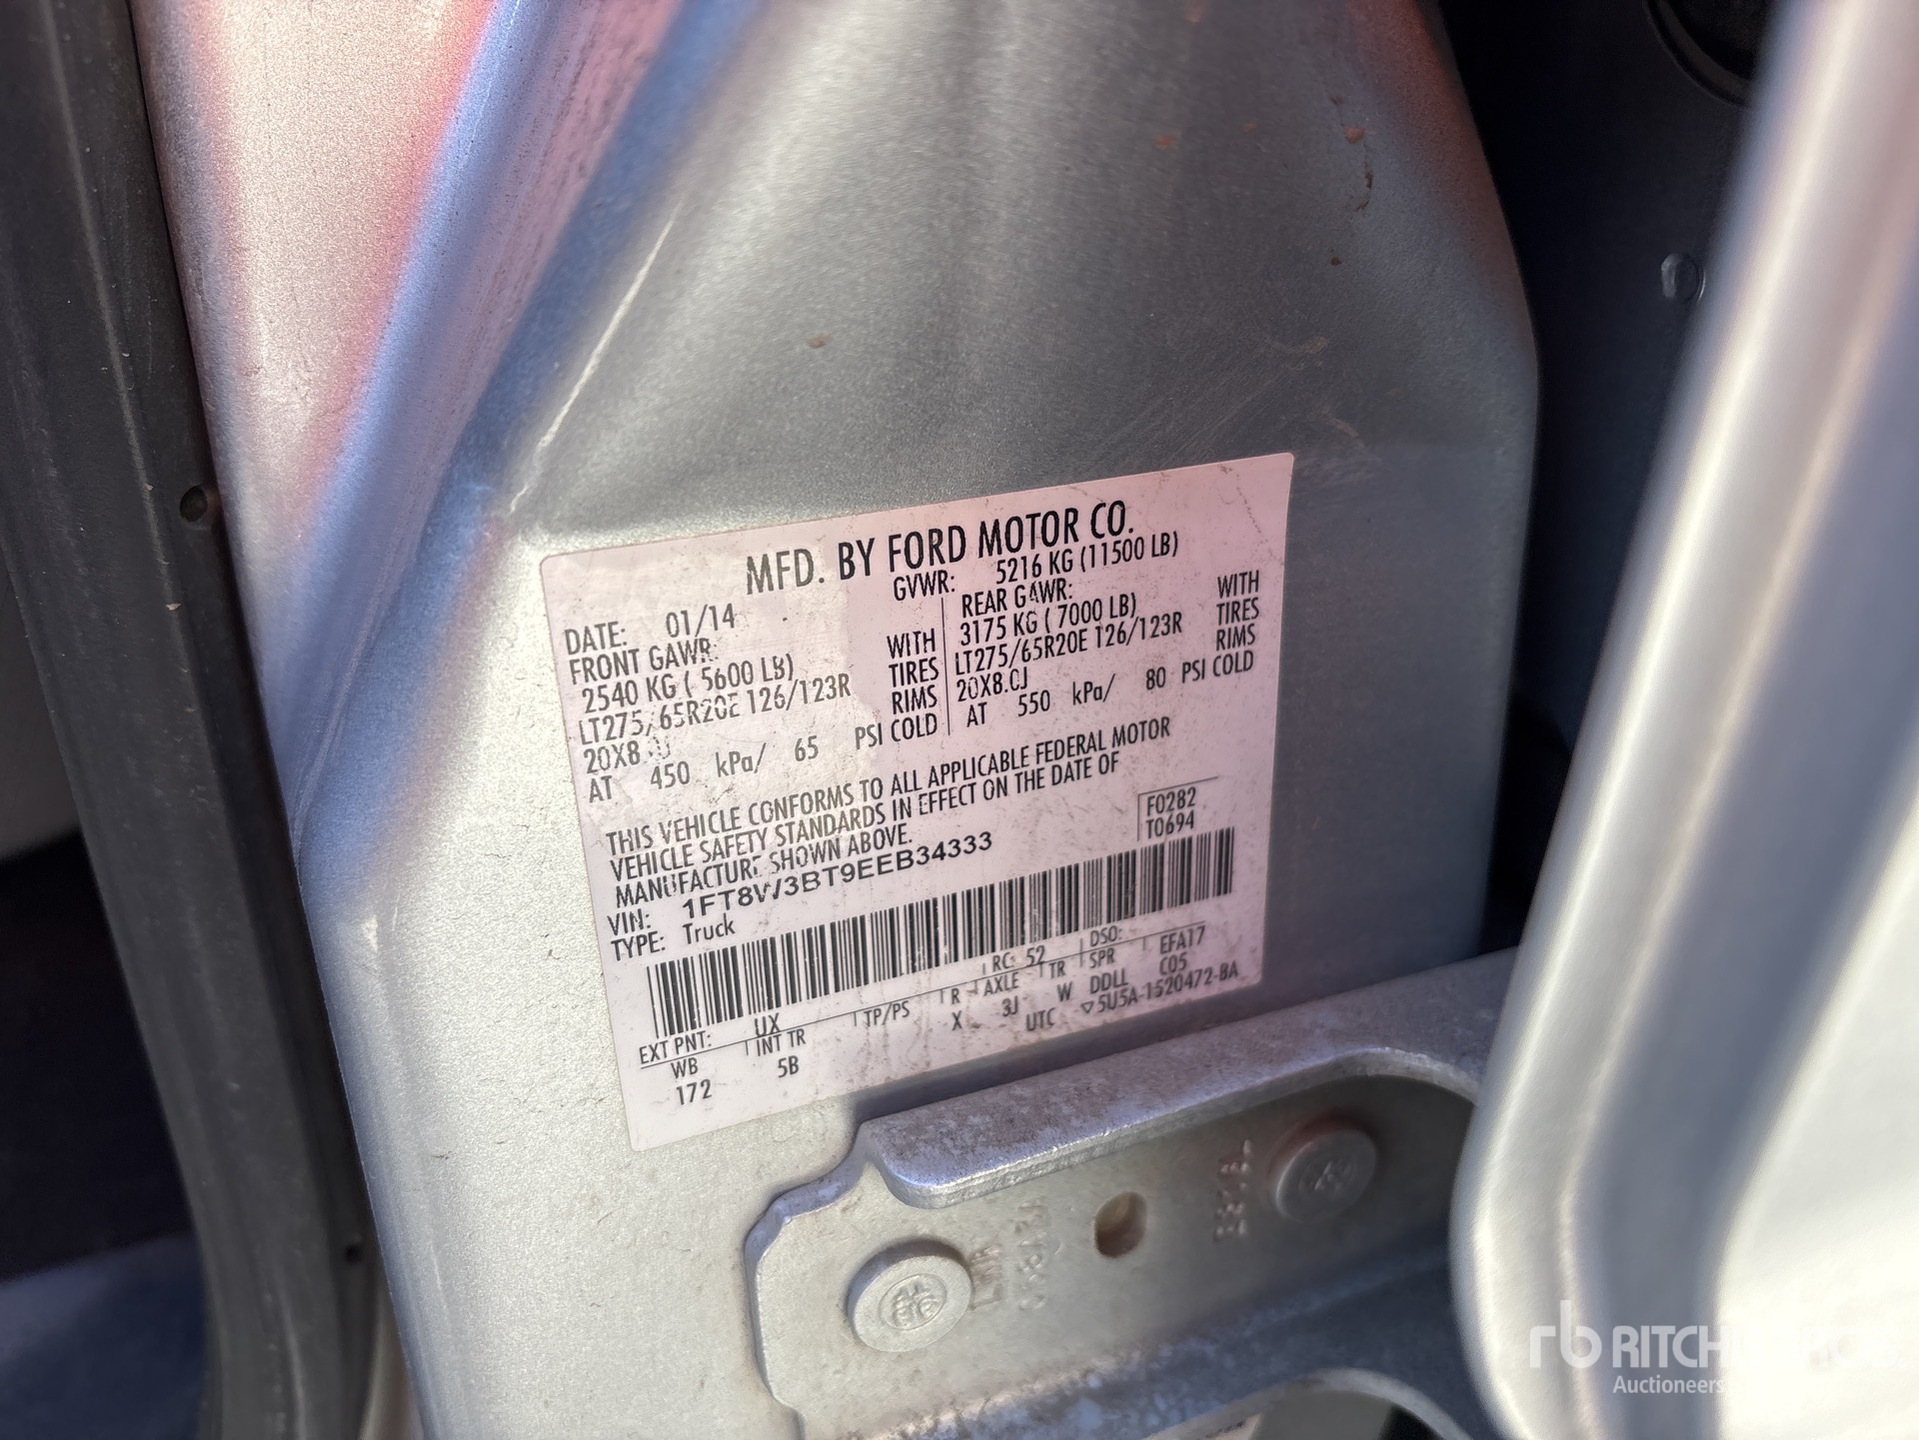 MFD. BY FORD MOTOR CO.
DATE: 01/14 GVWR: 5216 KG (11500 LB)
FRONT GAWR: WITH REAR GAWR: WITH
2540 KG ( 5600 LB) TIRES 3175 KG ( 7000 LB) TIRES
LT275/65R20E 126/123R RIMS LT275/65R20E 126/123R RIMS
20X8.0J 20X8.0J
AT 450 kPa/ 65 PSI COLD AT 550 kPa/ 80 PSI COLD
THIS VEHICLE CONFORMS TO ALL APPLICABLE FEDERAL MOTOR
VEHICLE SAFETY STANDARDS IN EFFECT ON THE DATE OF
MANUFACTURE SHOWN ABOVE.
F0282
T0694
VIN: 1FT8W3BT9EEB34333
TYPE: Truck
EXT PNT: UX RC: 52 DSO:
WB INT TR TP/PS R AXLE TR SPR EFA17
172 5B X 3J W DDLL C05
UTC ▽5U5A-1520472-BA
rb RITCHIE BROS.
Auctioneers